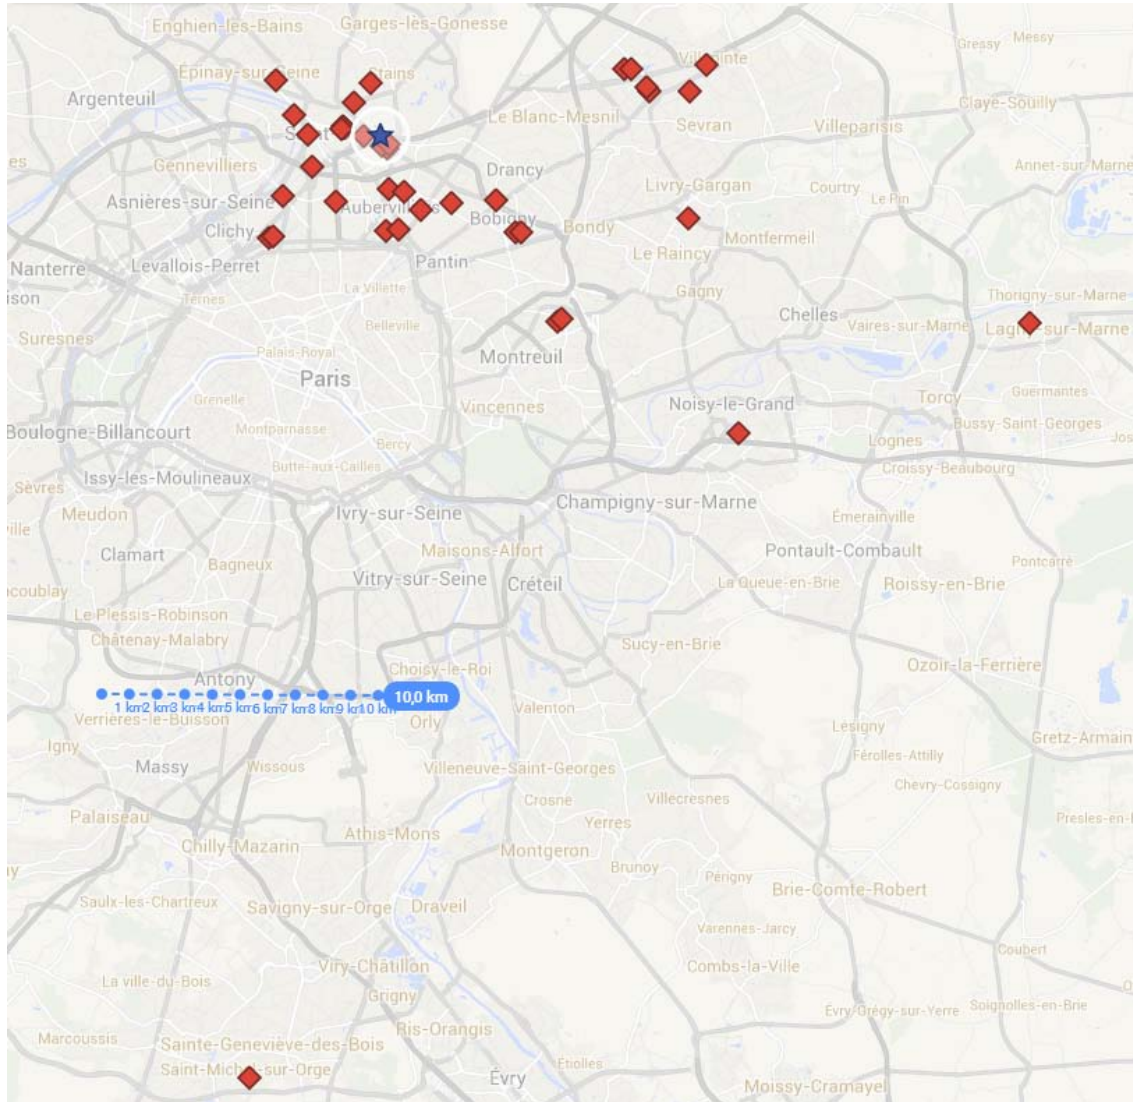 Enghien-les-Bains
Garges-lès-Gonesse
Messy
Gressy
Épinay-sur-Seine
Stains
Argenteuil
Claye-Souilly
Le Blanc-Mesnil
Sevran
Villeparisis
Gennevilliers
Drancy
Annet-sur-Marne
Livry-Gargan
Courtry
Le Pin
Asnières-sur-Seine
Bobigny
Clichy
Bondy
Montfermeil
Le Raincy
Levallois-Perret
Pantin
Nanterre
La Villette
Gagny
Thorigny-sur-Marne
Ternes
Chelles
Suresnes
Belleville
Vaires-sur-Marne
Palais-Royal
Montreuil
Paris
Guermantes
Grenelle
Vincennes
Noisy-le-Grand
Torcy
Bussy-Saint-Georges
Boulogne-Billancourt
Montparnasse
Bercy
Lognes
Butte-aux-Cailles
Croissy-Beaubourg
Issy-les-Moulineaux
Sèvres
Champigny-sur-Marne
Meudon
Ivry-sur-Seine
Émerainville
Clamart
Maisons-Alfort
Pontault-Combault
Bagneux
Pontcarré
Vitry-sur-Seine
Créteil
La Queue-en-Brie
Roissy-en-Brie
Le Plessis-Robinson
Châtenay-Malabry
Sucy-en-Brie
Choisy-le-Roi
Ozoir-la-Ferrière
Antony
10,0 km
1 km 2 km 3 km 4 km 5 km 6 km 7 km 8 km 9 km 10 km
Valenton
Verrières-le-Buisson
Orly
Lésigny
Gretz-Armain
Igny
Férolles-Attilly
Massy
Wissous
Villeneuve-Saint-Georges
Chevry-Cossigny
Crosne
Villecresnes
Palaiseau
Yerres
Presles-en-
Athis-Mons
Chilly-Mazarin
Montgeron
Brunoy
Périgny
Brie-Comte-Robert
Saulx-les-Chartreux
Savigny-sur-Orge
Draveil
Varennes-Jarcy
Coubert
Viry-Châtillon
Combs-la-Ville
La ville-du-Bois
Grigny
Évry-Grégy-sur-Yerre
Soignolles-en-Brie
Ris-Orangis
Marcoussis
Sainte-Geneviève-des-Bois
Étiolles
Saint-Michel-sur-Orge
Évry
Moissy-Cramayel